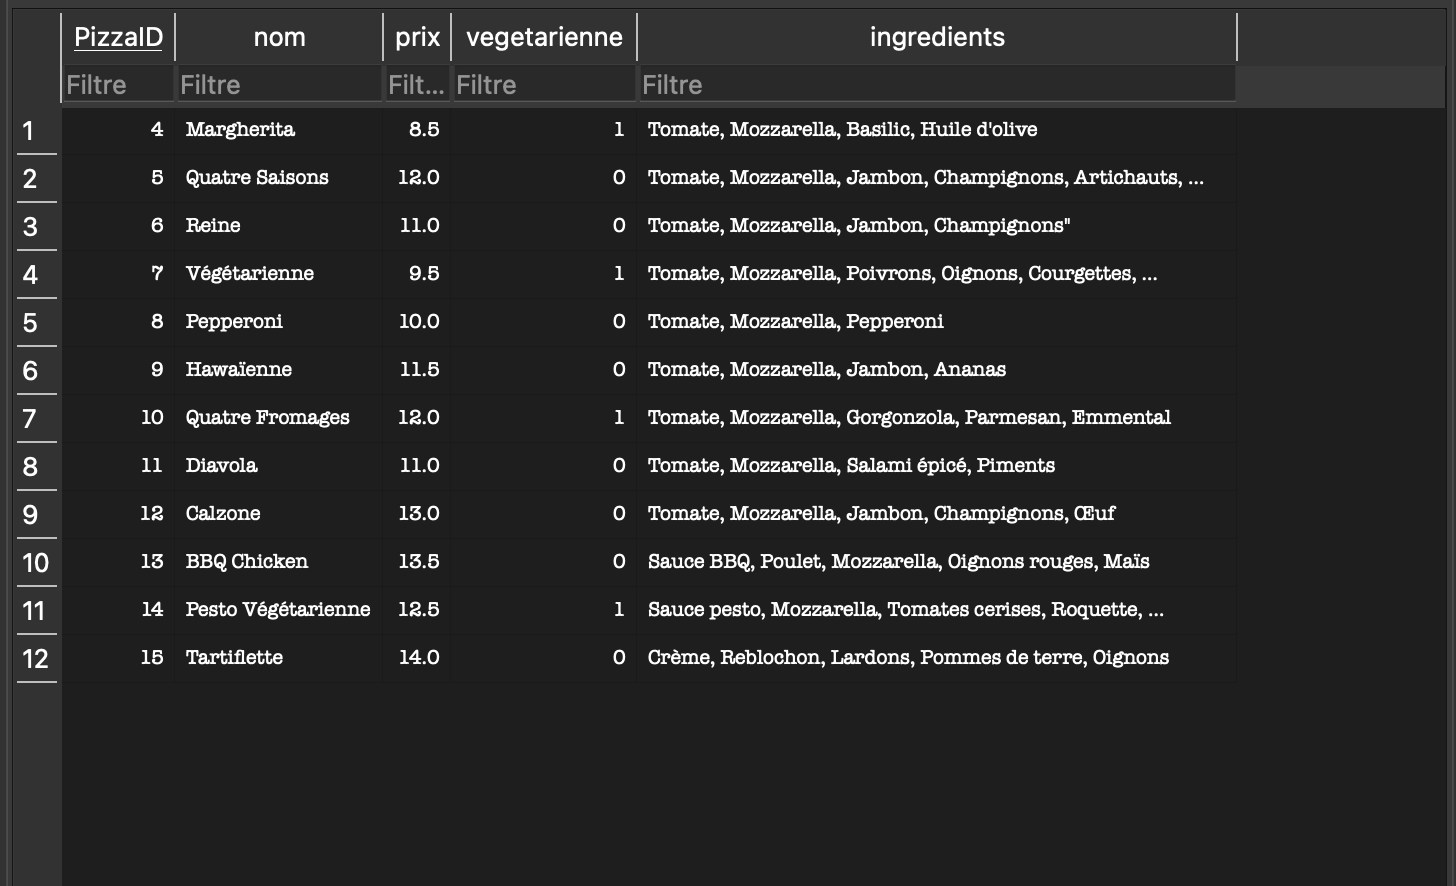 PizzaID nom prix vegetarienne ingredients
Filtre Filtre Filt... Filtre Filtre
1 4 Margherita 8.5 1 Tomate, Mozzarella, Basilic, Huile d'olive
2 5 Quatre Saisons 12.0 0 Tomate, Mozzarella, Jambon, Champignons, Artichauts, ...
3 6 Reine 11.0 0 Tomate, Mozzarella, Jambon, Champignons"
4 7 Végétarienne 9.5 1 Tomate, Mozzarella, Poivrons, Oignons, Courgettes, ...
5 8 Pepperoni 10.0 0 Tomate, Mozzarella, Pepperoni
6 9 Hawaïenne 11.5 0 Tomate, Mozzarella, Jambon, Ananas
7 10 Quatre Fromages 12.0 1 Tomate, Mozzarella, Gorgonzola, Parmesan, Emmental
8 11 Diavola 11.0 0 Tomate, Mozzarella, Salami épicé, Piments
9 12 Calzone 13.0 0 Tomate, Mozzarella, Jambon, Champignons, Œuf
10 13 BBQ Chicken 13.5 0 Sauce BBQ, Poulet, Mozzarella, Oignons rouges, Maïs
11 14 Pesto Végétarienne 12.5 1 Sauce pesto, Mozzarella, Tomates cerises, Roquette, ...
12 15 Tartiflette 14.0 0 Crème, Reblochon, Lardons, Pommes de terre, Oignons